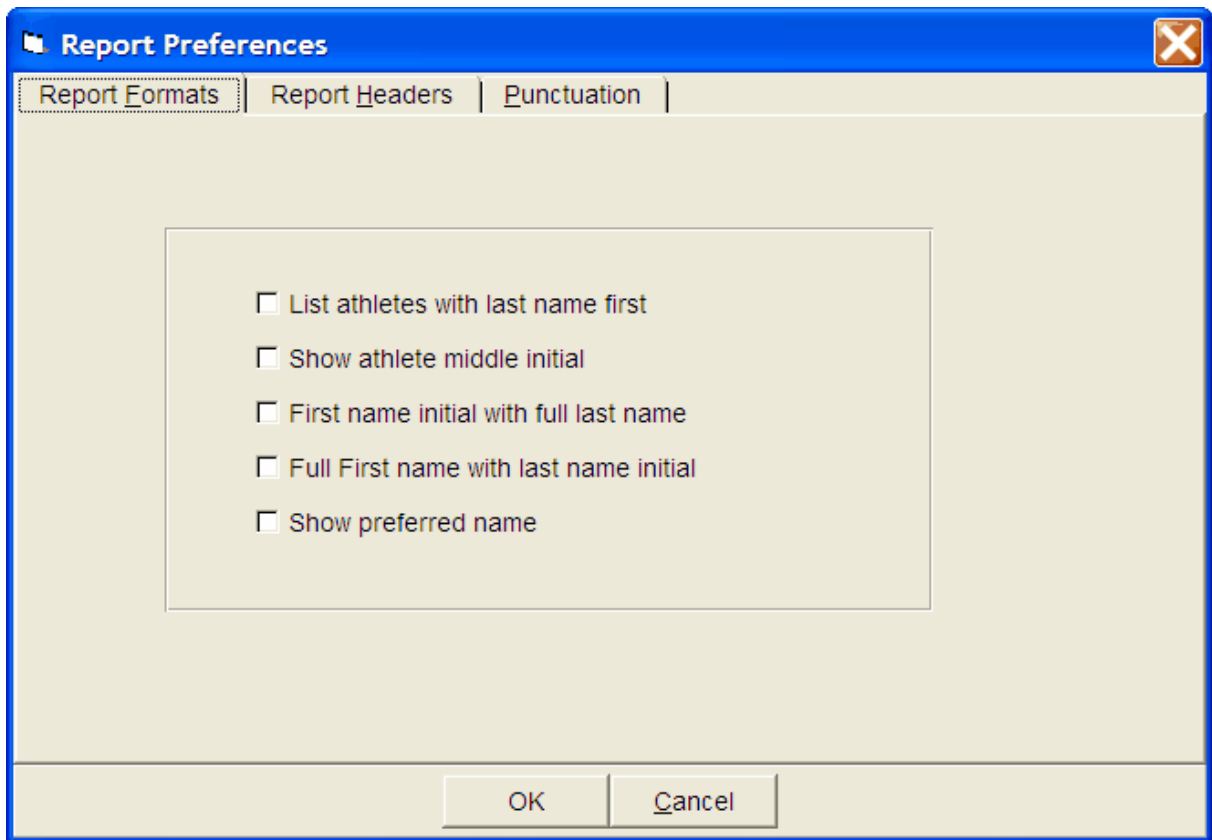 Report Preferences
Report Formats Report Headers Punctuation
List athletes with last name first
Show athlete middle initial
First name initial with full last name
Full First name with last name initial
Show preferred name
OK Cancel